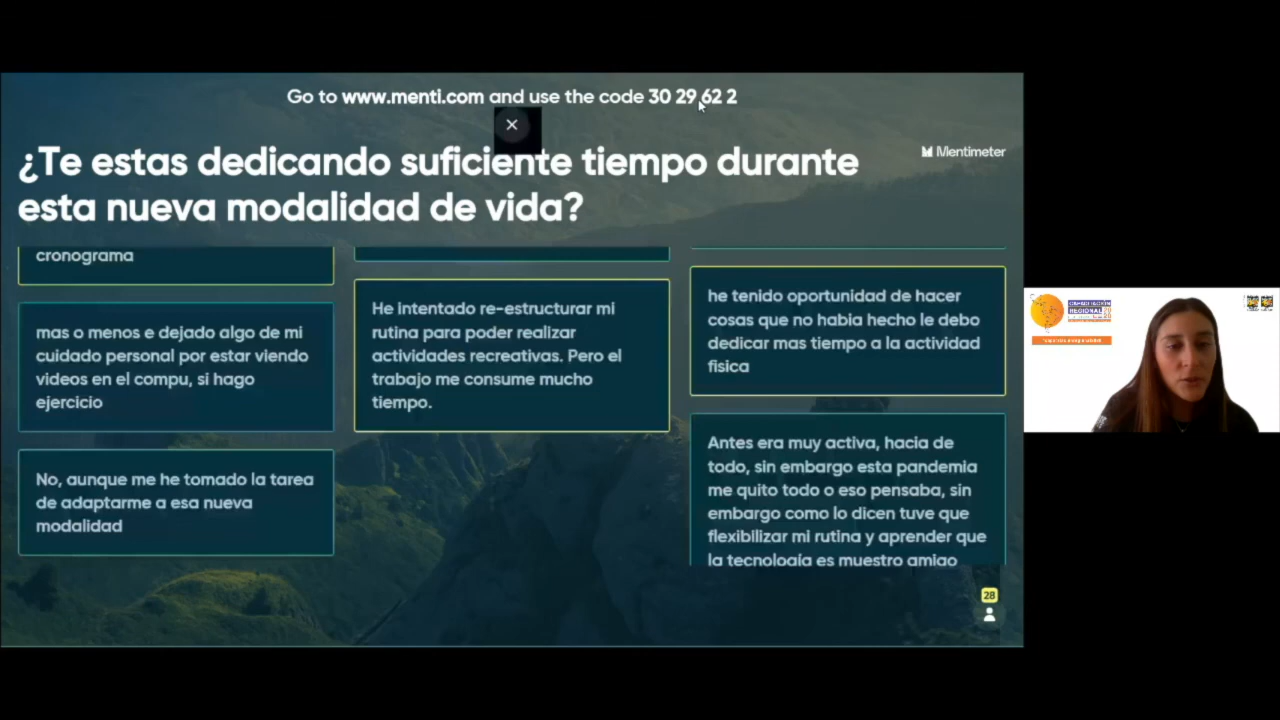 Go to www.menti.com and use the code 30 29 62 2
Mentimeter
¿Te estas dedicando suficiente tiempo durante
esta nueva modalidad de vida?
cronograma
mas o menos e dejado algo de mi
cuidado personal por estar viendo
videos en el compu, si hago
ejercicio
No, aunque me he tomado la tarea
de adaptarme a esa nueva
modalidad
He intentado re-estructurar mi
rutina para poder realizar
actividades recreativas. Pero el
trabajo me consume mucho
tiempo.
he tenido oportunidad de hacer
cosas que no habia hecho le debo
dedicar mas tiempo a la actividad
fisica
Antes era muy activa, hacia de
todo, sin embargo esta pandemia
me quito todo o eso pensaba, sin
embargo como lo dicen tuve que
flexibilizar mi rutina y aprender que
la tecnologia es muestro amigo
28
REGIONAL